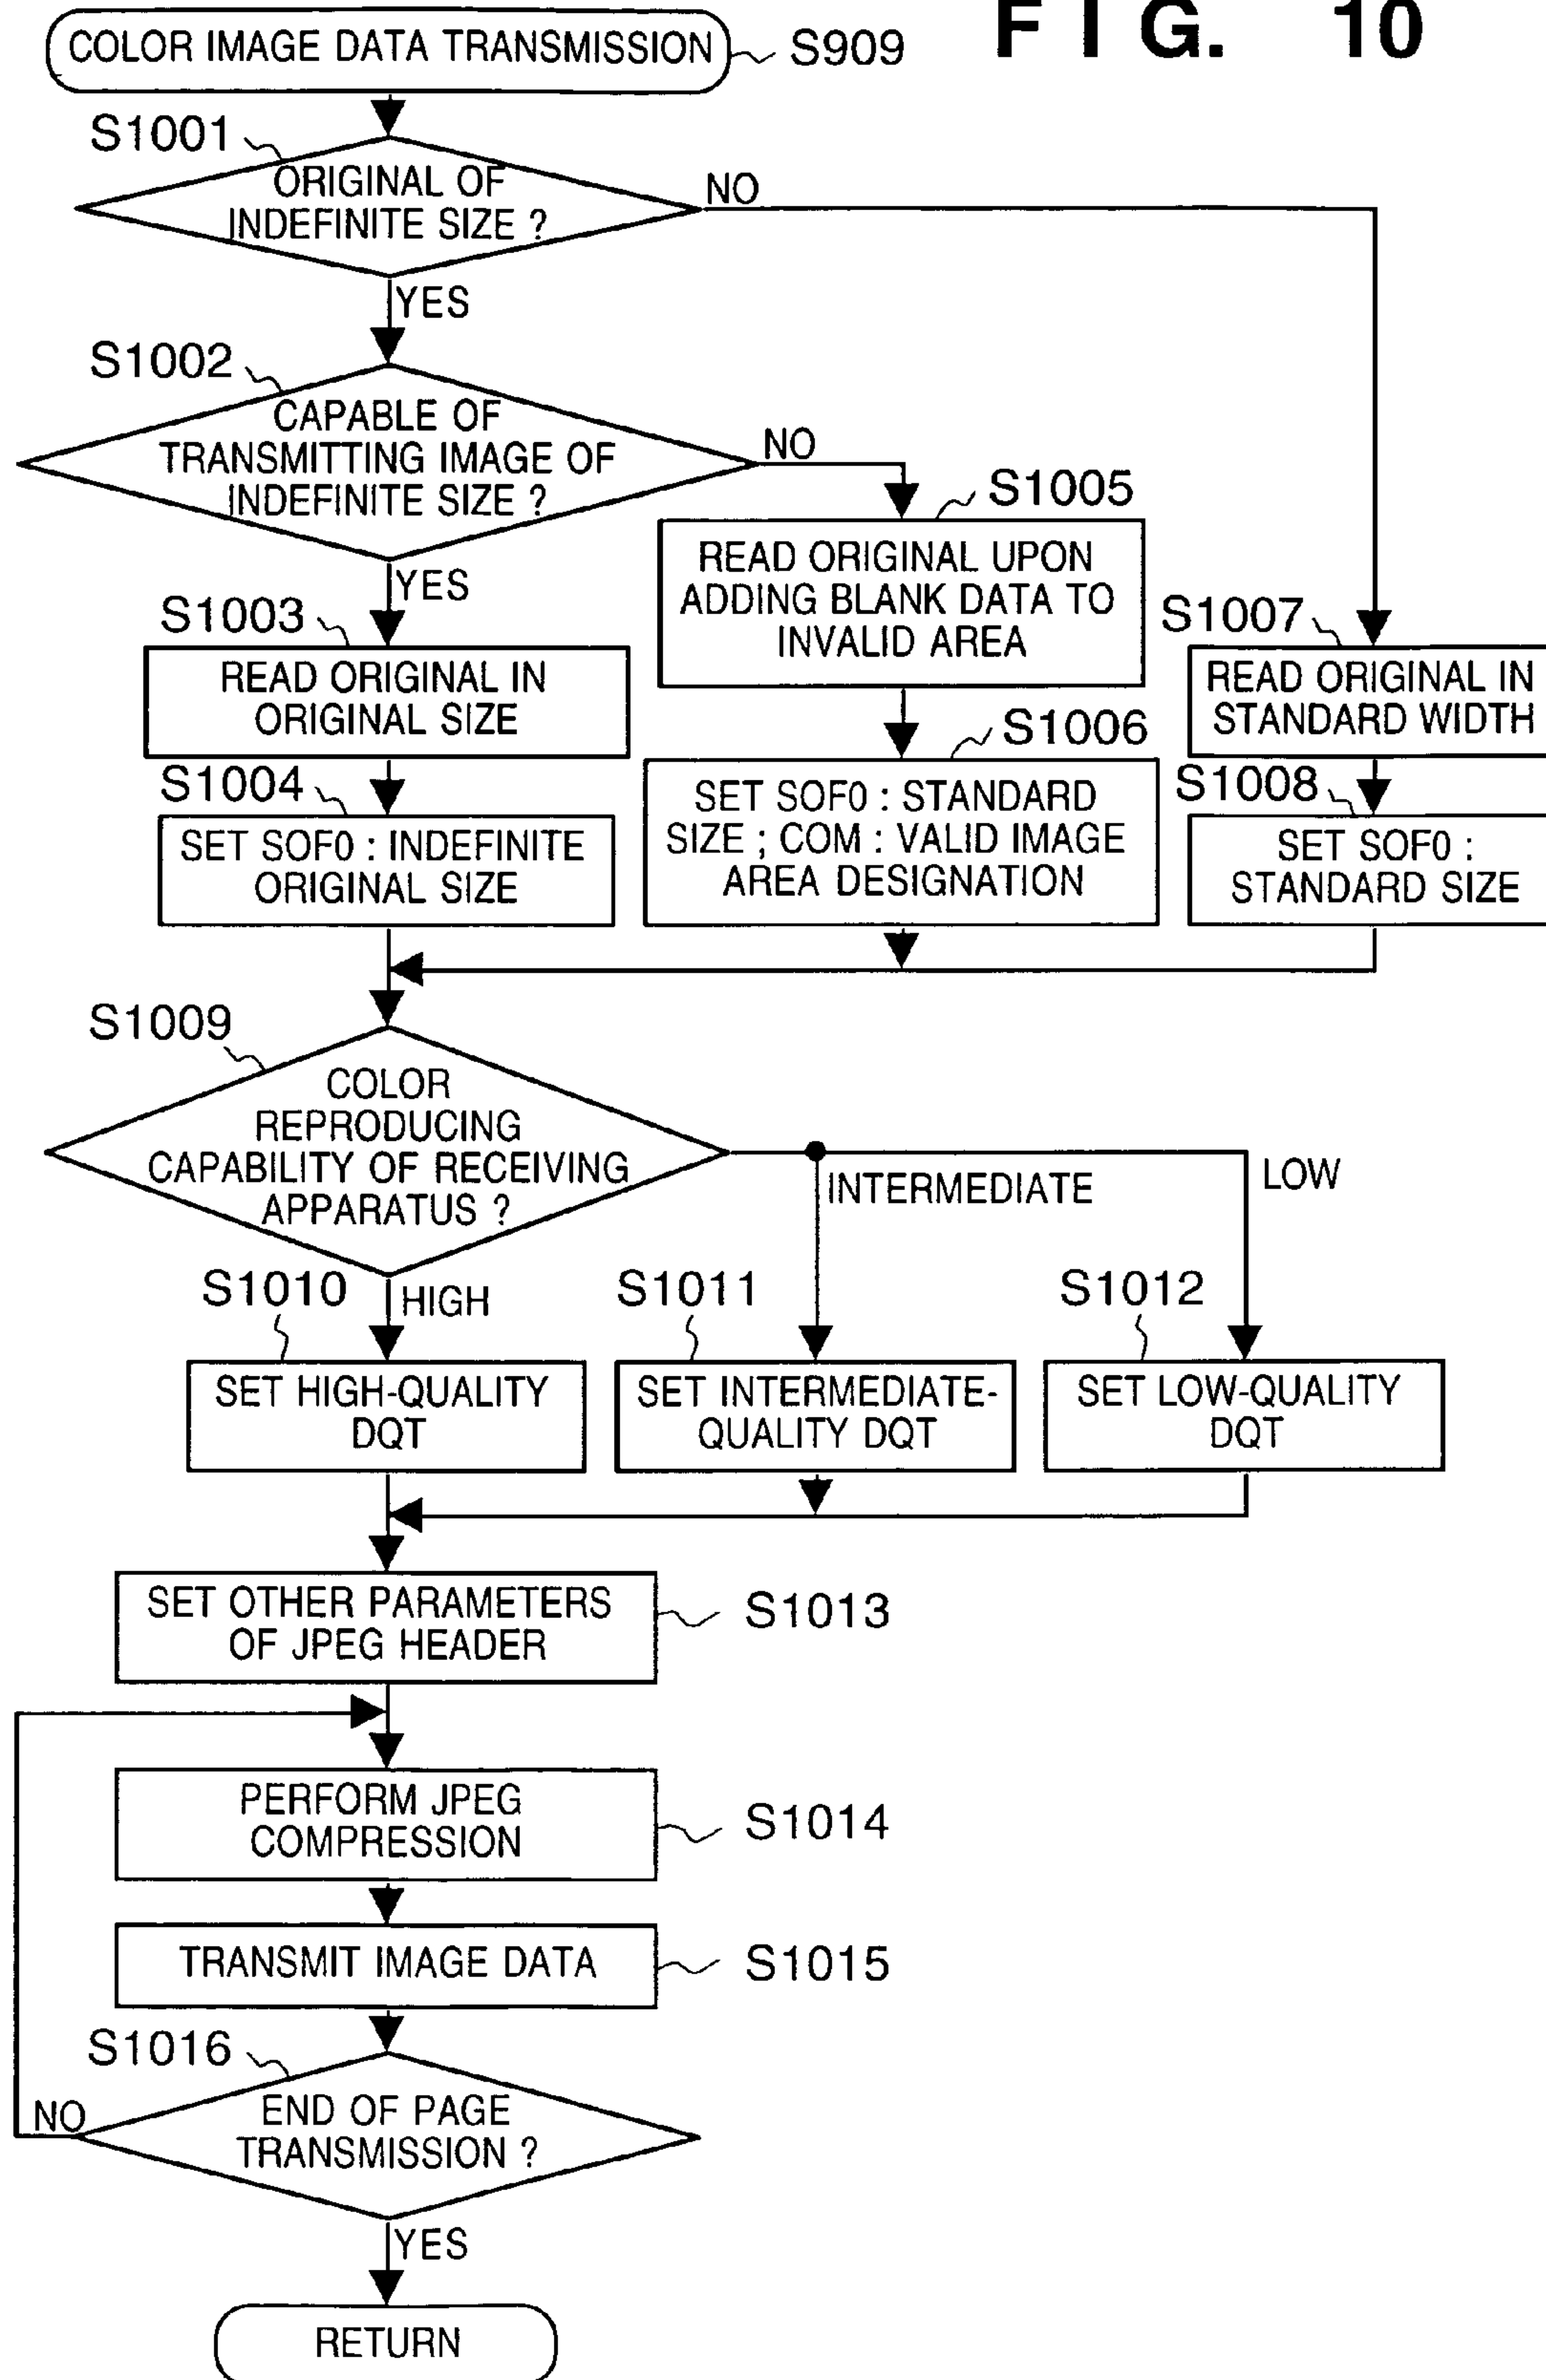 FIG. 10
COLOR IMAGE DATA TRANSMISSION
S909
S1001
ORIGINAL OF
INDEFINITE SIZE ?
NO
YES
S1002
CAPABLE OF
TRANSMITTING IMAGE OF
INDEFINITE SIZE ?
NO
YES
S1003
READ ORIGINAL IN
ORIGINAL SIZE
S1004
SET SOF0 : INDEFINITE
ORIGINAL SIZE
S1005
READ ORIGINAL UPON
ADDING BLANK DATA TO
INVALID AREA
S1006
SET SOF0 : STANDARD
SIZE ; COM : VALID IMAGE
AREA DESIGNATION
S1007
READ ORIGINAL IN
STANDARD WIDTH
S1008
SET SOF0 :
STANDARD SIZE
S1009
COLOR
REPRODUCING
CAPABILITY OF RECEIVING
APPARATUS ?
INTERMEDIATE
LOW
HIGH
S1010
SET HIGH-QUALITY
DQT
S1011
SET INTERMEDIATE-
QUALITY DQT
S1012
SET LOW-QUALITY
DQT
SET OTHER PARAMETERS
OF JPEG HEADER
S1013
PERFORM JPEG
COMPRESSION
S1014
TRANSMIT IMAGE DATA
S1015
S1016
END OF PAGE
TRANSMISSION ?
NO
YES
RETURN